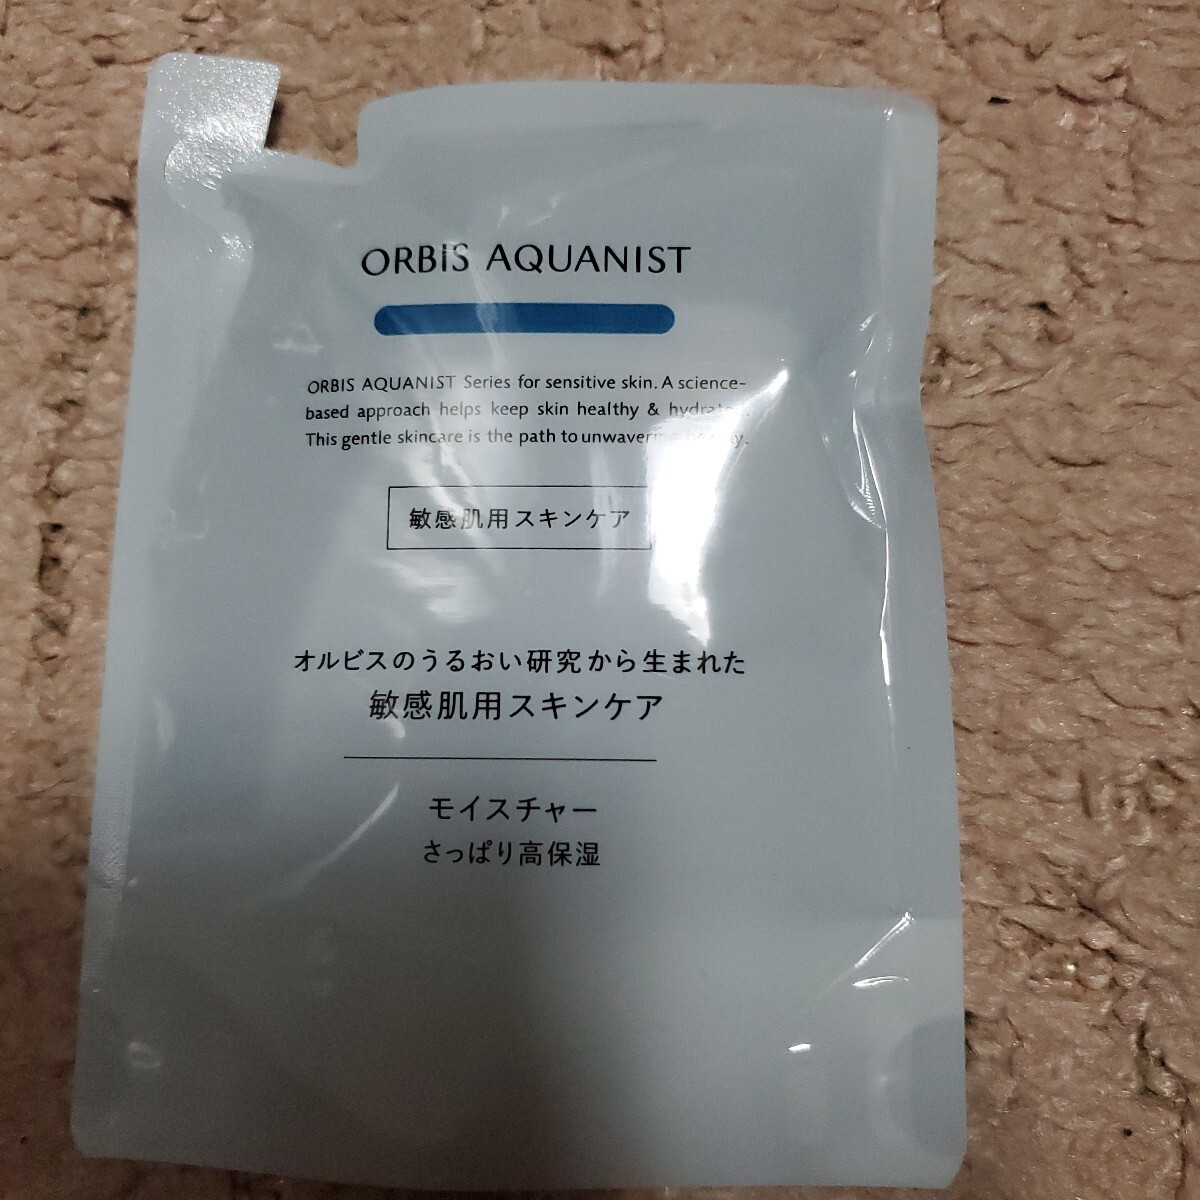 ORBIS AQUANIST
ORBIS AQUANIST Series for sensitive skin. A science-
based approach helps keep skin healthy & hydrated.
This gentle skincare is the path to unwavering
敏感肌用スキンケア
オルビスのうるおい研究から生まれた
敏感肌用スキンケア
モイスチャー
さっぱり高保湿